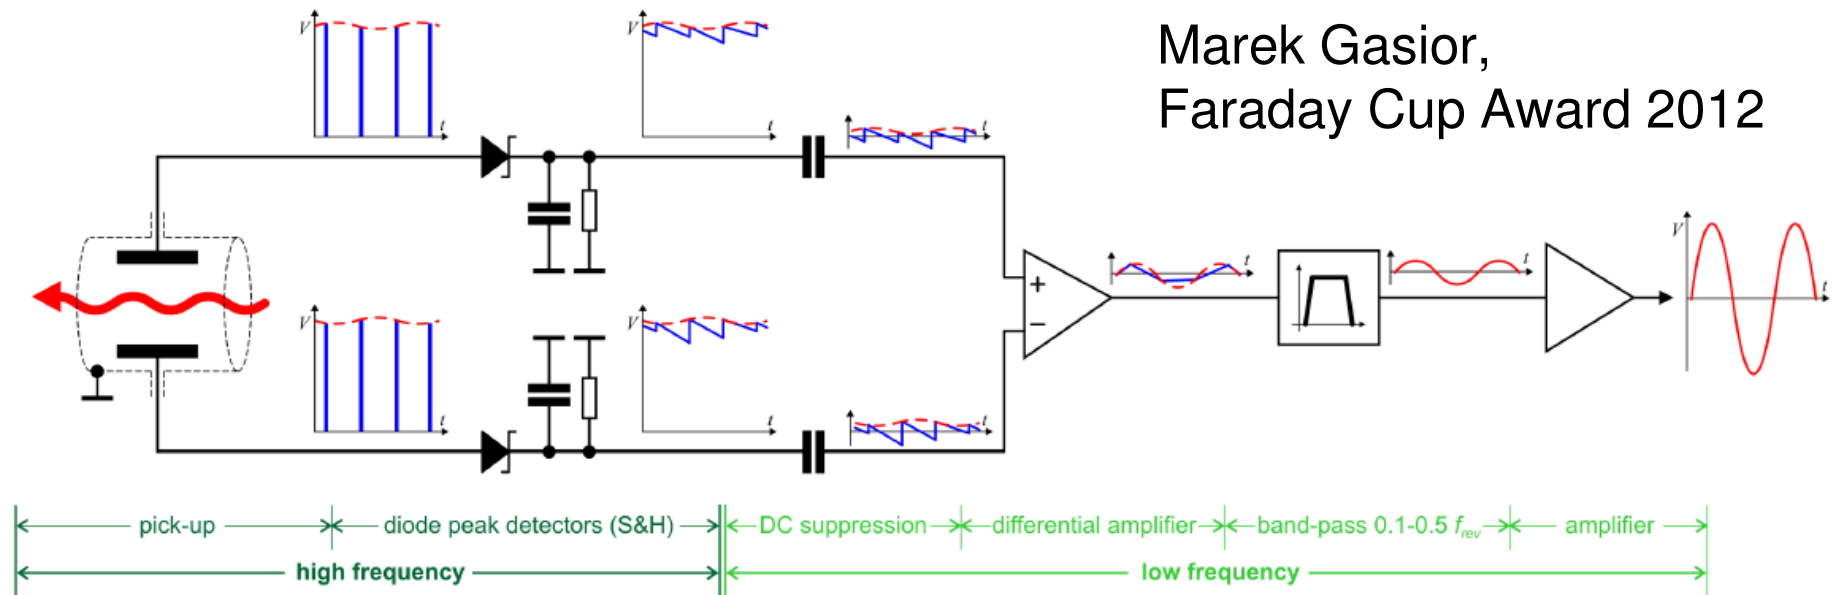 Marek Gasior,
Faraday Cup Award 2012
V
t
V
t
t
V
t
V
t
t
+
−
t
t
V
t
pick-up
diode peak detectors (S&H)
DC suppression
differential amplifier
band-pass 0.1-0.5 frev
amplifier
high frequency
low frequency